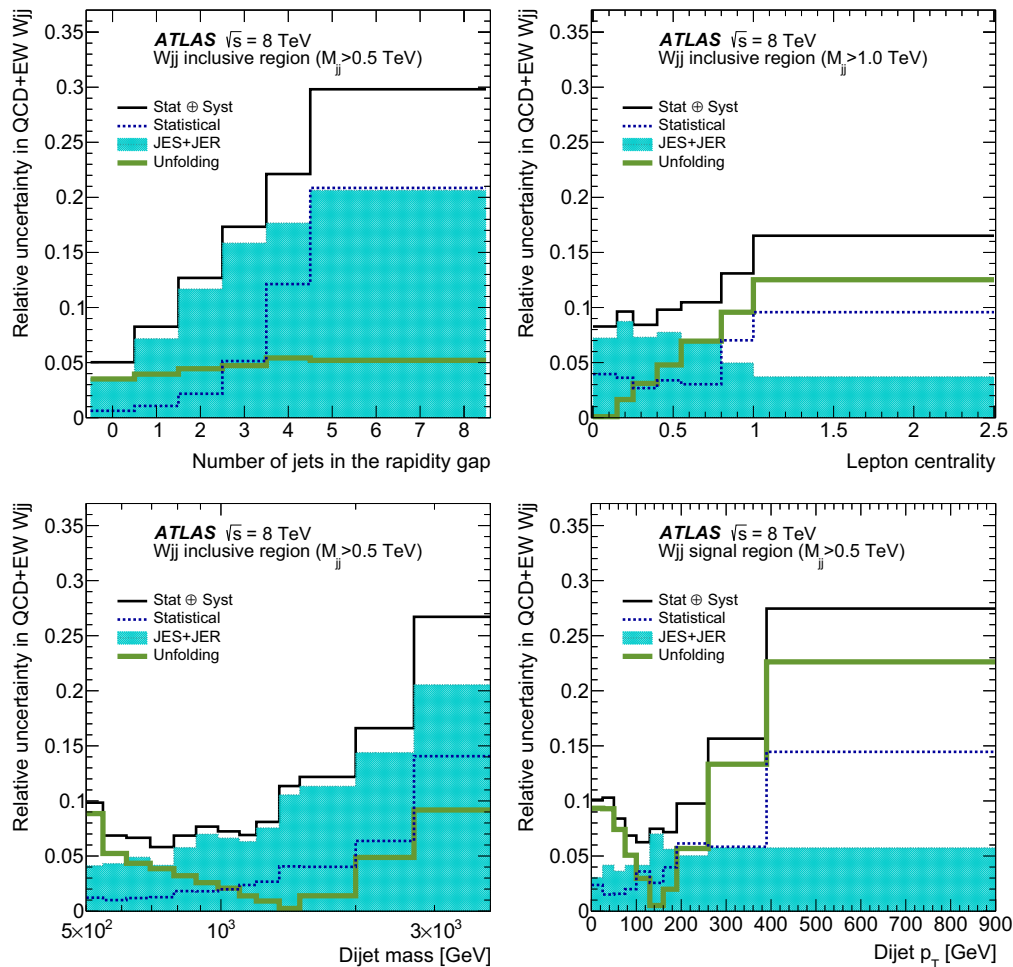 Relative uncertainty in QCD+EW Wjj
0.35
0.3
0.25
0.2
0.15
0.1
0.05
0
ATLAS √s = 8 TeV
Wjj inclusive region (Mjj>0.5 TeV)
Stat ⊕ Syst
Statistical
JES+JER
Unfolding
0 1 2 3 4 5 6 7 8
Number of jets in the rapidity gap
Relative uncertainty in QCD+EW Wjj
0.35
0.3
0.25
0.2
0.15
0.1
0.05
0
ATLAS √s = 8 TeV
Wjj inclusive region (Mjj>1.0 TeV)
Stat ⊕ Syst
Statistical
JES+JER
Unfolding
0 0.5 1 1.5 2 2.5
Lepton centrality
Relative uncertainty in QCD+EW Wjj
0.35
0.3
0.25
0.2
0.15
0.1
0.05
0
ATLAS √s = 8 TeV
Wjj inclusive region (Mjj>0.5 TeV)
Stat ⊕ Syst
Statistical
JES+JER
Unfolding
5×10² 10³ 3×10³
Dijet mass [GeV]
Relative uncertainty in QCD+EW Wjj
0.35
0.3
0.25
0.2
0.15
0.1
0.05
0
ATLAS √s = 8 TeV
Wjj signal region (Mjj>0.5 TeV)
Stat ⊕ Syst
Statistical
JES+JER
Unfolding
0 100 200 300 400 500 600 700 800 900
Dijet pT [GeV]